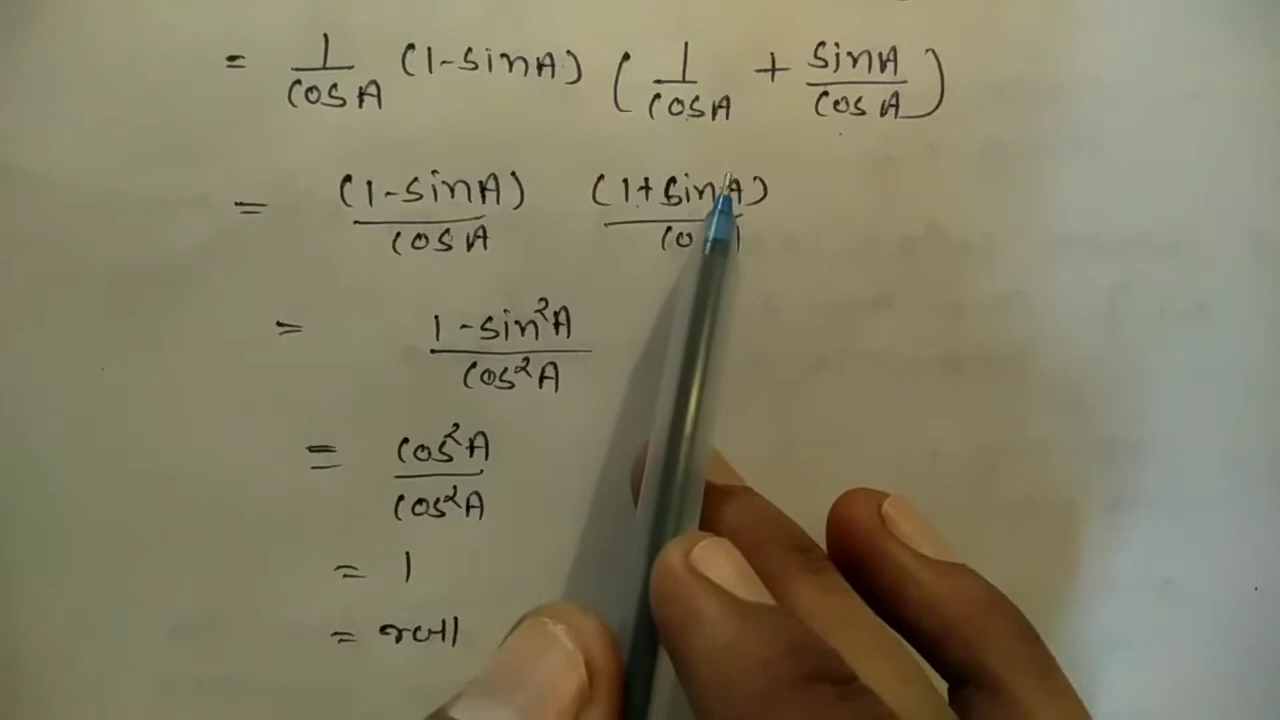 = 1/cosA (1-sinA) (1/cosA + sinA/cosA)
= (1-sinA)/cosA (1+sinA)/co
= 1-sin²A/cos²A
= cos²A/cos²A
= 1